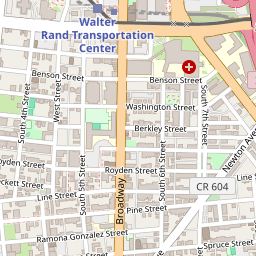 Walter
Rand Transportation
Center
Benson Street
Benson Street
South 4th Street
West Street
Washington Street
South 7th Street
Berkley Street
Newton Ave
Royden Street
Royden Street
South 6th Street
CR 604
ckett Street
Line Street
Line Street
South 5th Street
Broadway
Pine Street
Ramona Gonzalez Street
Spruce Street